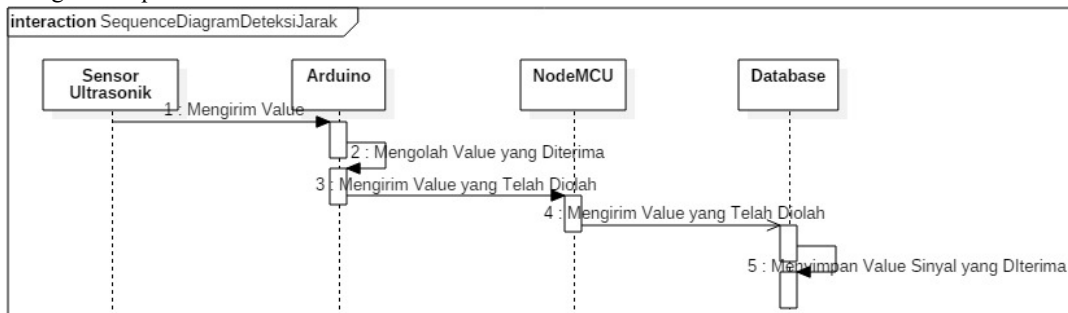 interaction SequenceDiagramDeteksiJarak
Sensor
Ultrasonik
Arduino
NodeMCU
Database
1 : Mengirim Value
2 : Mengolah Value yang Diterima
3 : Mengirim Value yang Telah Diolah
4 : Mengirim Value yang Telah Diolah
5 : Menyimpan Value Sinyal yang DIterima